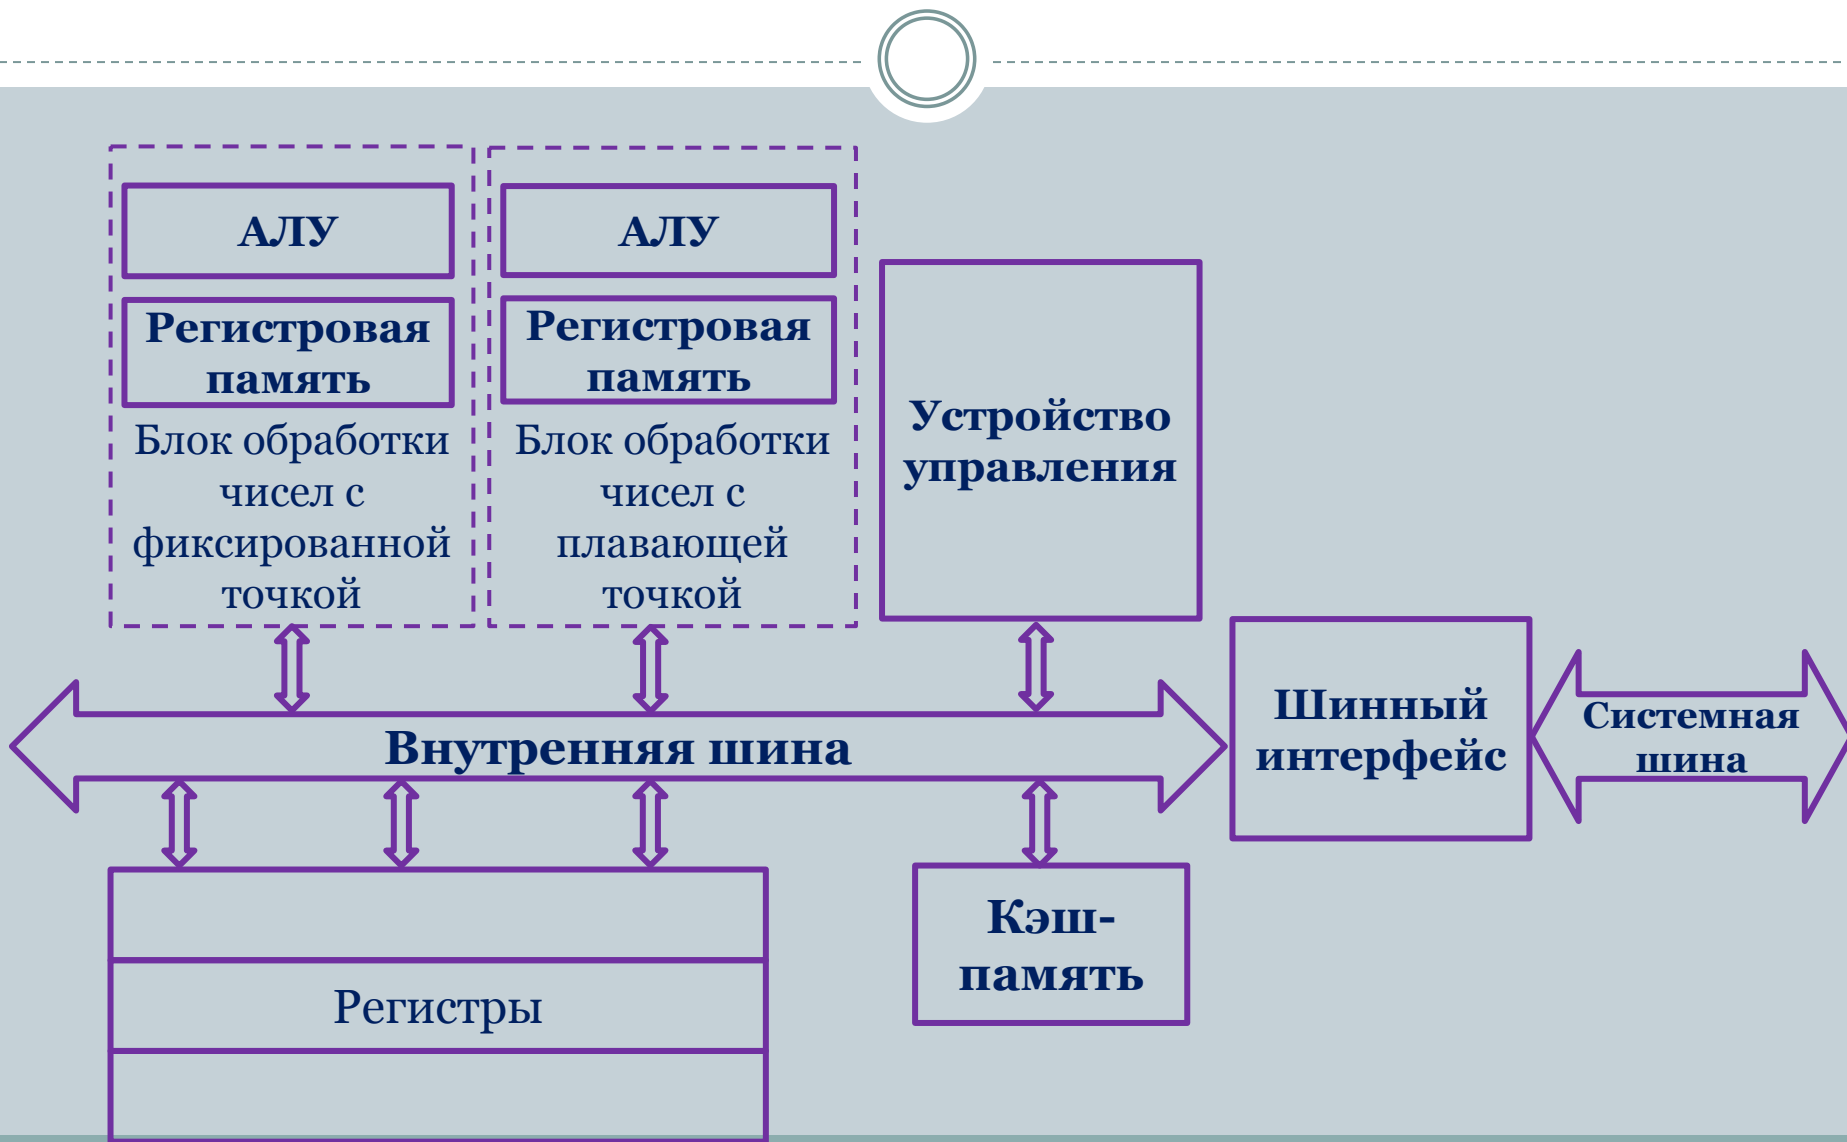 АЛУ
Регистровая
память
Блок обработки
чисел с
фиксированной
точкой
АЛУ
Регистровая
память
Блок обработки
чисел с
плавающей
точкой
Устройство
управления
Внутренняя шина
Шинный
интерфейс
Системная
шина
Регистры
Кэш-
память